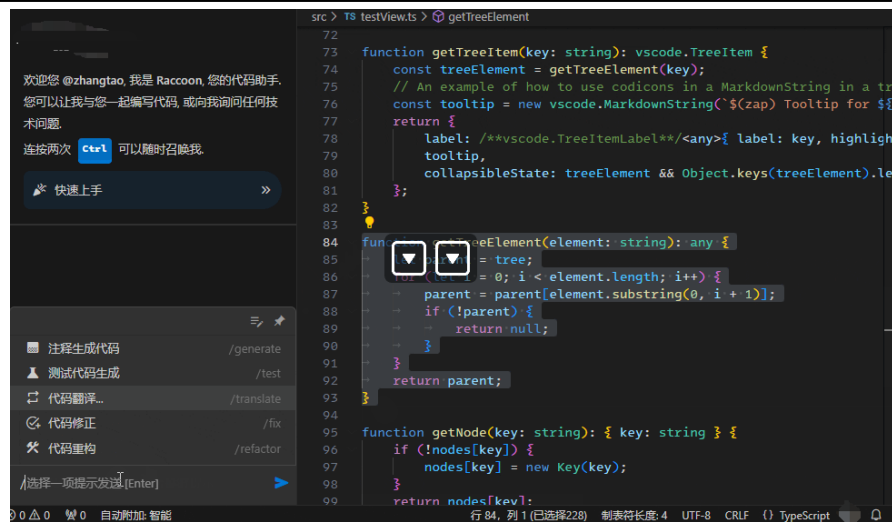 src > TS testView.ts > getTreeElement
欢迎您 @zhangtao, 我是 Raccoon, 您的代码助手.
您可以让我与您一起编写代码, 或向我询问任何技
术问题.
连按两次 Ctrl 可以随时召唤我.
快速上手 »
注释生成代码 /generate
测试代码生成 /test
代码翻译... /translate
代码修正 /fix
代码重构 /refactor
/选择一项提示发送 [Enter]
72
73 function getTreeItem(key: string): vscode.TreeItem {
74 const treeElement = getTreeElement(key);
75 // An example of how to use codicons in a MarkdownString in a tr
76 const tooltip = new vscode.MarkdownString(`$(zap) Tooltip for ${
77 return {
78 label: /**vscode.TreeItemLabel**/<any>{ label: key, highligh
79 tooltip,
80 collapsibleState: treeElement && Object.keys(treeElement).le
81 };
82 }
83
84 function getTreeElement(element: string): any {
85 let parent = tree;
86 for (let i = 0; i < element.length; i++) {
87 parent = parent[element.substring(0, i + 1)];
88 if (!parent) {
89 return null;
90 }
91 }
92 return parent;
93 }
94
95 function getNode(key: string): { key: string } {
96 if (!nodes[key]) {
97 nodes[key] = new Key(key);
98 }
99 return nodes[key];
0 0 0 自动附加: 智能 行 84, 列 1 (已选择228) 制表符长度: 4 UTF-8 CRLF {} TypeScript